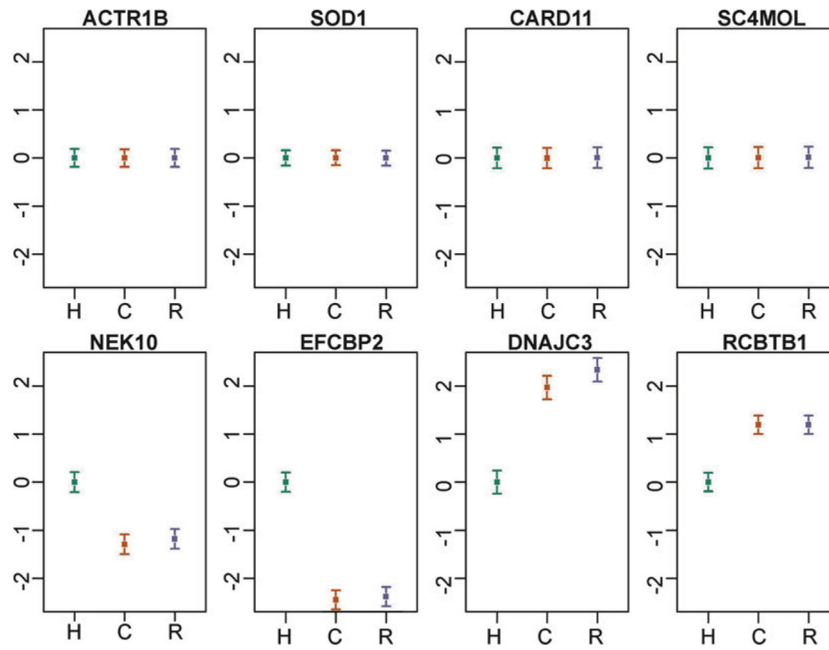 ACTR1B SOD1 CARD11 SC4MOL
2 2 2 2
1 1 1 1
0 0 0 0
-1 -1 -1 -1
-2 -2 -2 -2
H C R H C R H C R H C R
NEK10 EFCBP2 DNAJC3 RCBTB1
2 2 2 2
1 1 1 1
0 0 0 0
-1 -1 -1 -1
-2 -2 -2 -2
H C R H C R H C R H C R